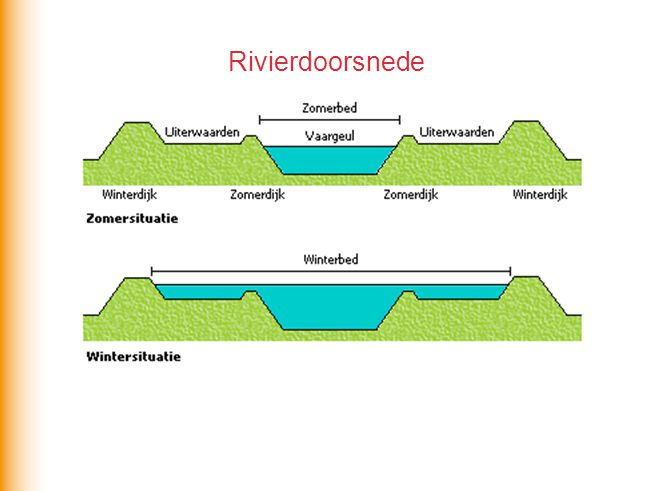 Rivierdoorsnede
Zomerbed
Uiterwaarden Vaargeul Uiterwaarden
Winterdijk Zomerdijk Zomerdijk Winterdijk
Zomersituatie
Winterbed
Wintersituatie